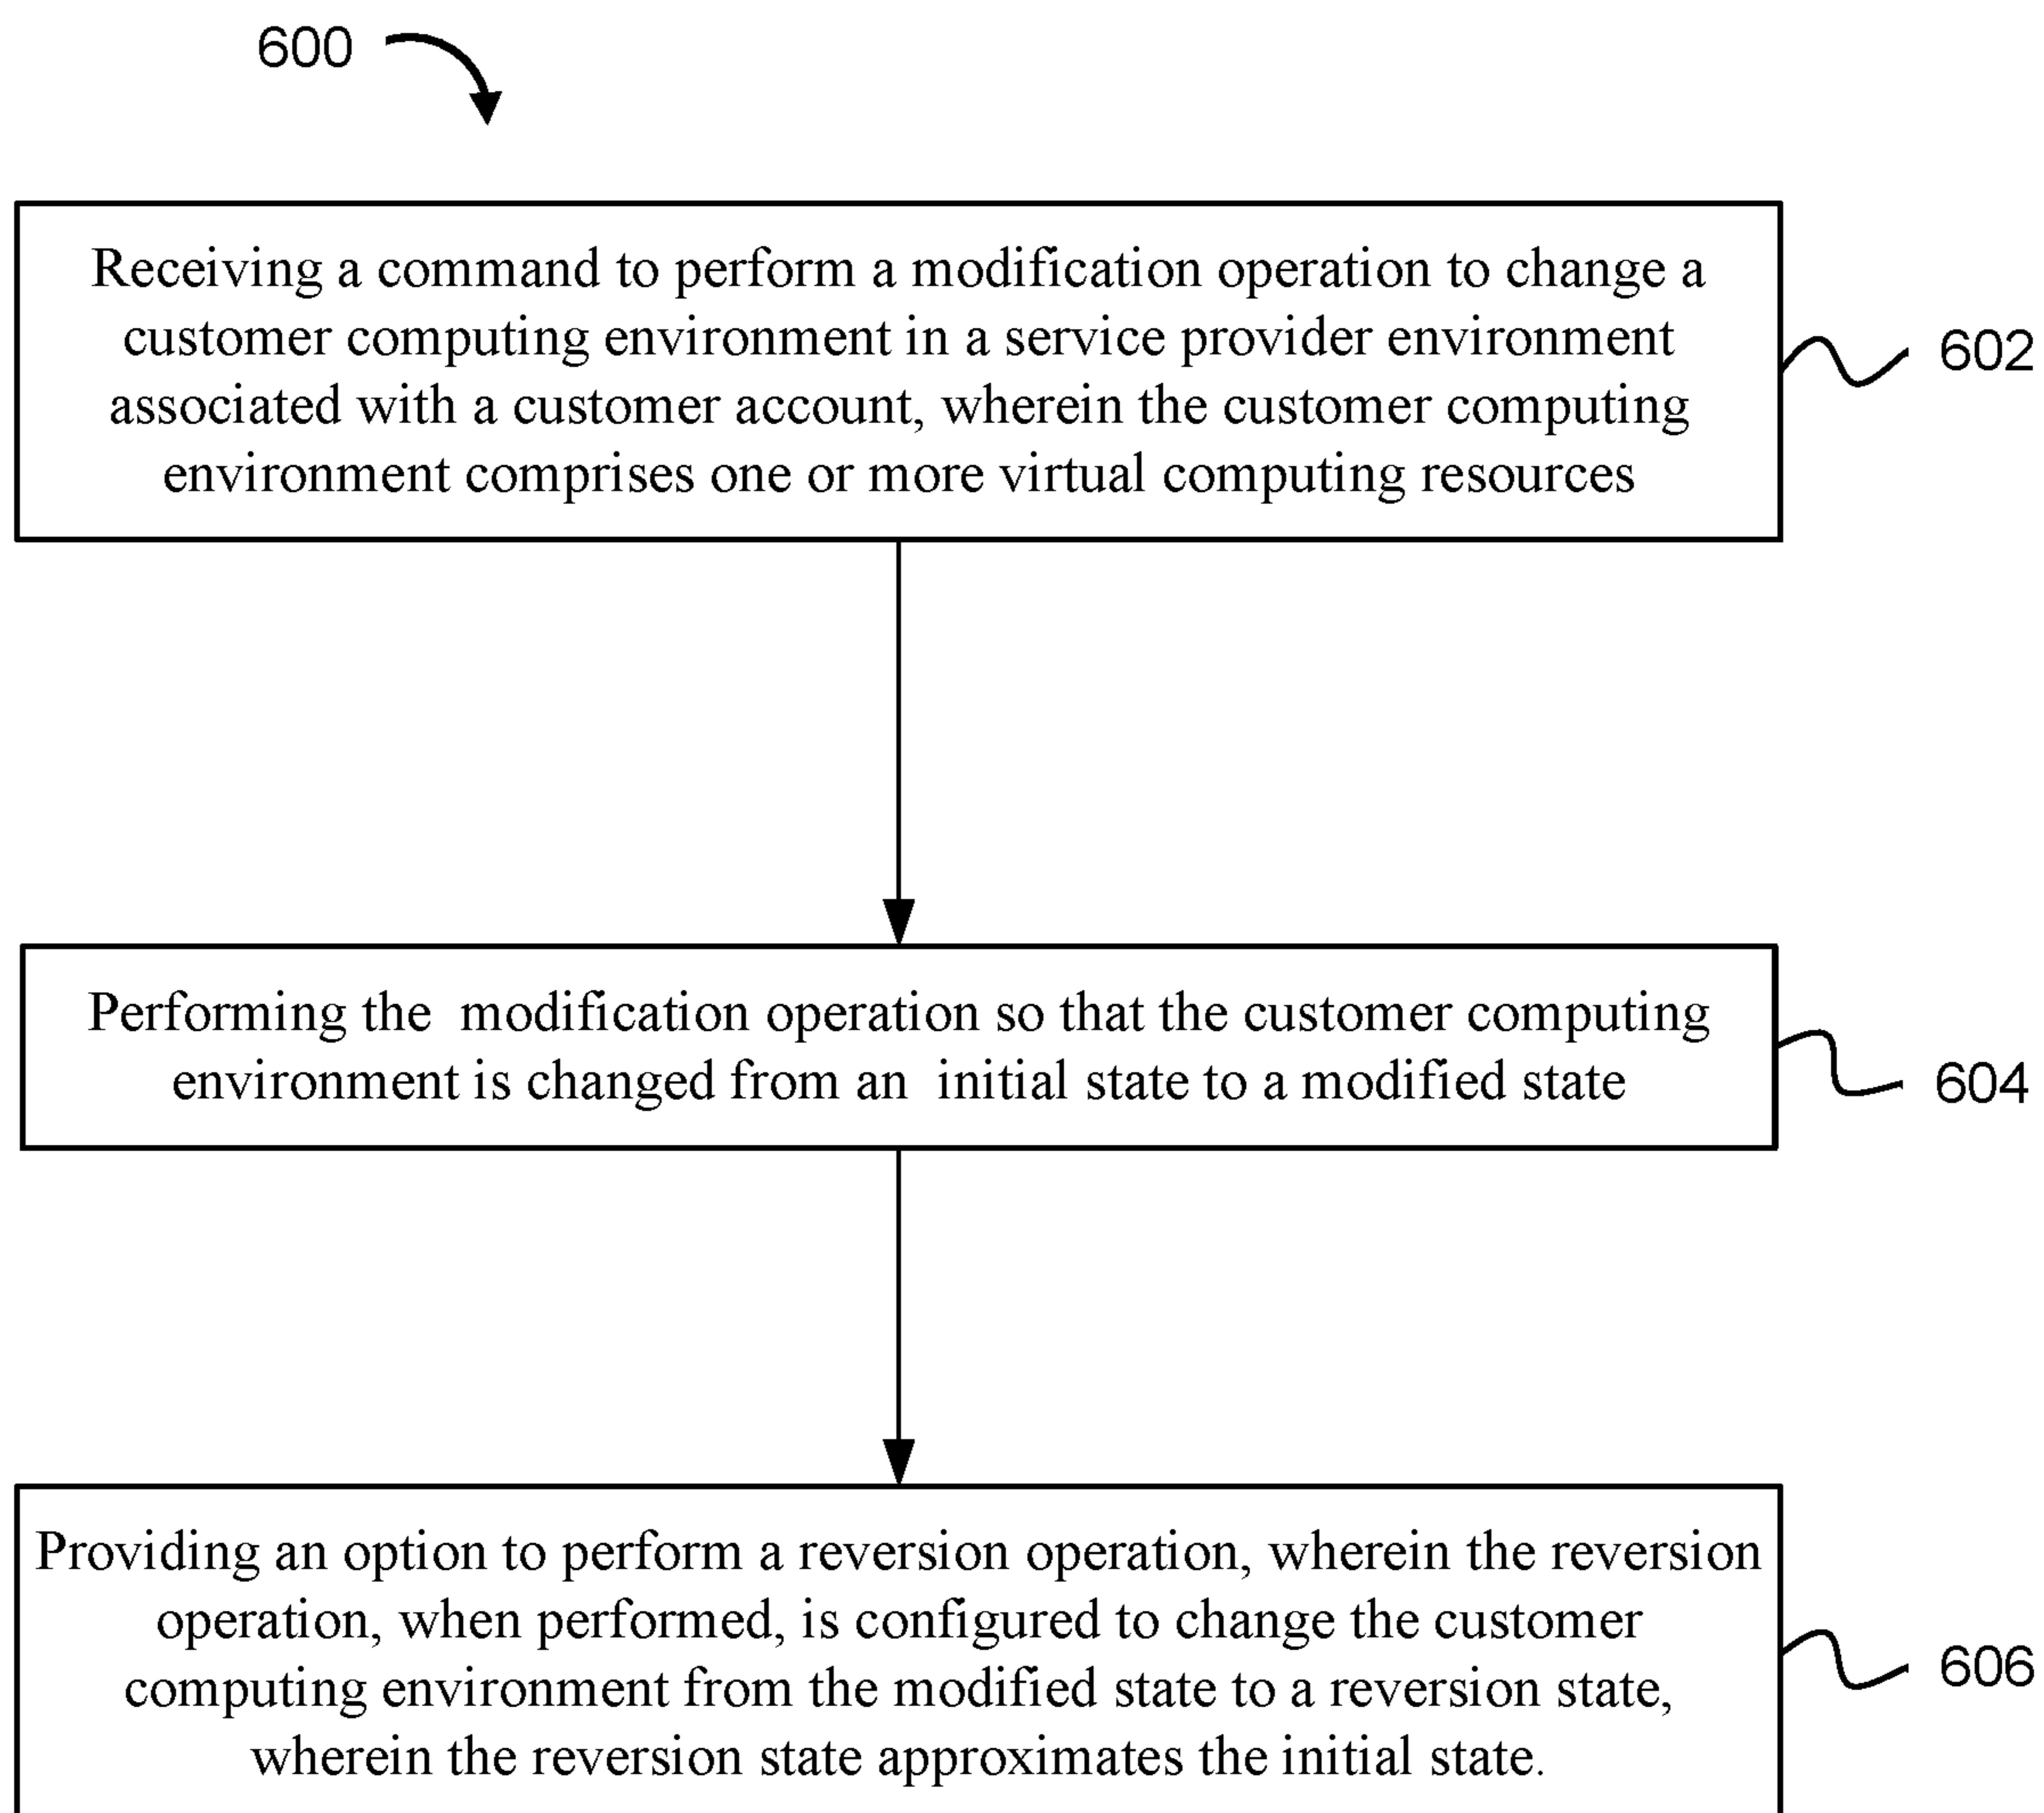 600
Receiving a command to perform a modification operation to change a
customer computing environment in a service provider environment
associated with a customer account, wherein the customer computing
environment comprises one or more virtual computing resources
602
Performing the modification operation so that the customer computing
environment is changed from an initial state to a modified state
604
Providing an option to perform a reversion operation, wherein the reversion
operation, when performed, is configured to change the customer
computing environment from the modified state to a reversion state,
wherein the reversion state approximates the initial state.
606